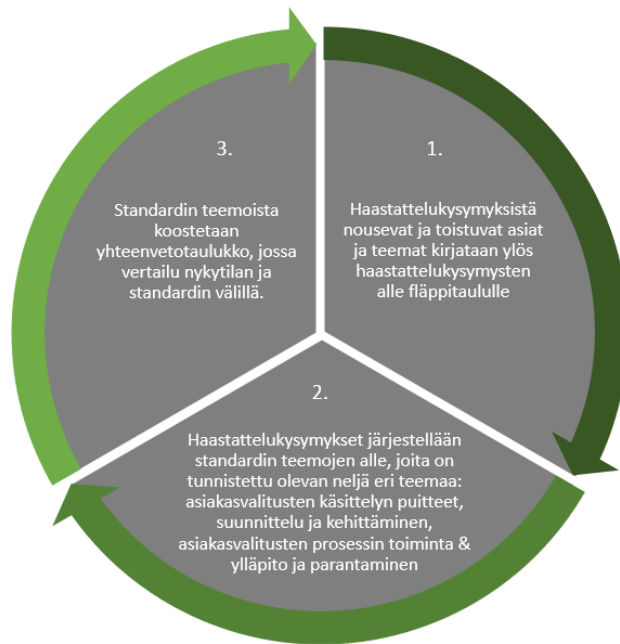 1.
Haastattelukysymyksistä
nousevat ja toistuvat asiat
ja teemat kirjataan ylös
haastattelukysymysten
alle fläppitaululle
2.
Haastattelukysymykset järjestellään
standardin teemojen alle, joita on
tunnistettu olevan neljä eri teemaa:
asiakasvalitusten käsittelyn puitteet,
suunnittelu ja kehittäminen,
asiakasvalitusten prosessin toiminta &
ylläpito ja parantaminen
3.
Standardin teemoista
koostetaan
yhteenvetotaulukko, jossa
vertailu nykytilan ja
standardin välillä.